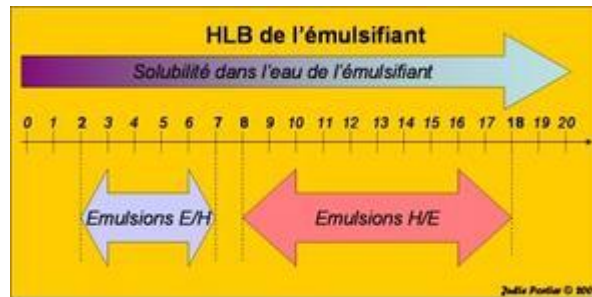 HLB de l'émulsifiant
Solubilité dans l'eau de l'émulsifiant
0 1 2 3 4 5 6 7 8 9 10 11 12 13 14 15 16 17 18 19 20
Emulsions E/H Emulsions H/E